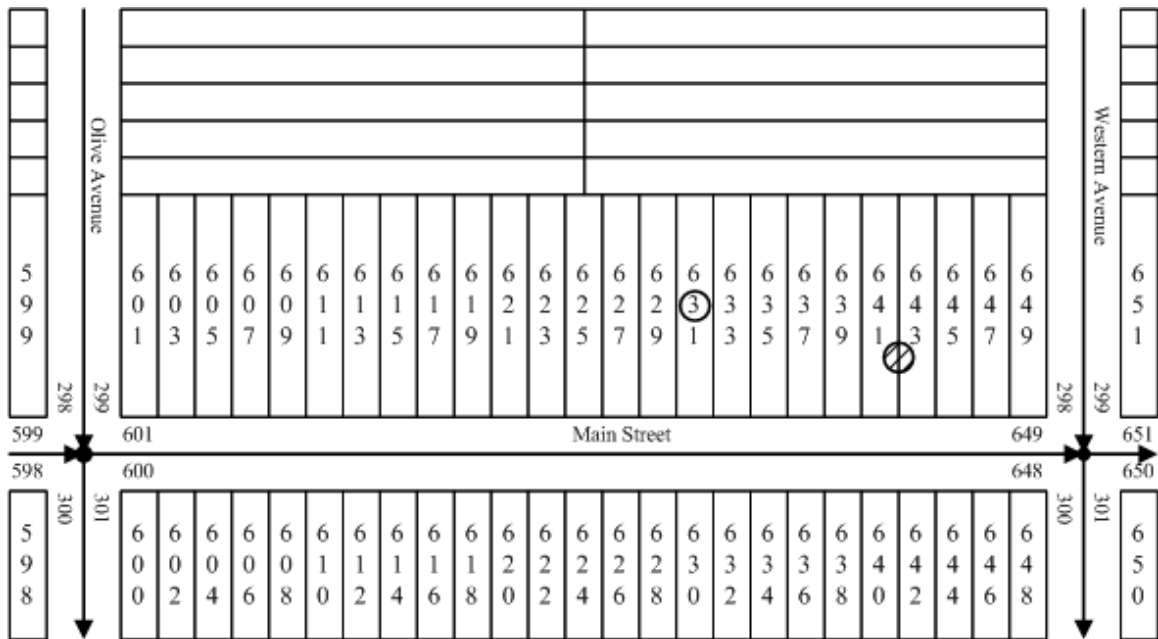 Olive Avenue
Western Avenue
599 601 603 605 607 609 611 613 615 617 619 621 623 625 627 629 631 633 635 637 639 641 643 645 647 649 651
298 299 298 299
599 601 Main Street 649 651
598 600 648 650
300 301 300 301
598 600 602 604 606 608 610 612 614 616 618 620 622 624 626 628 630 632 634 636 638 640 642 644 646 648 650